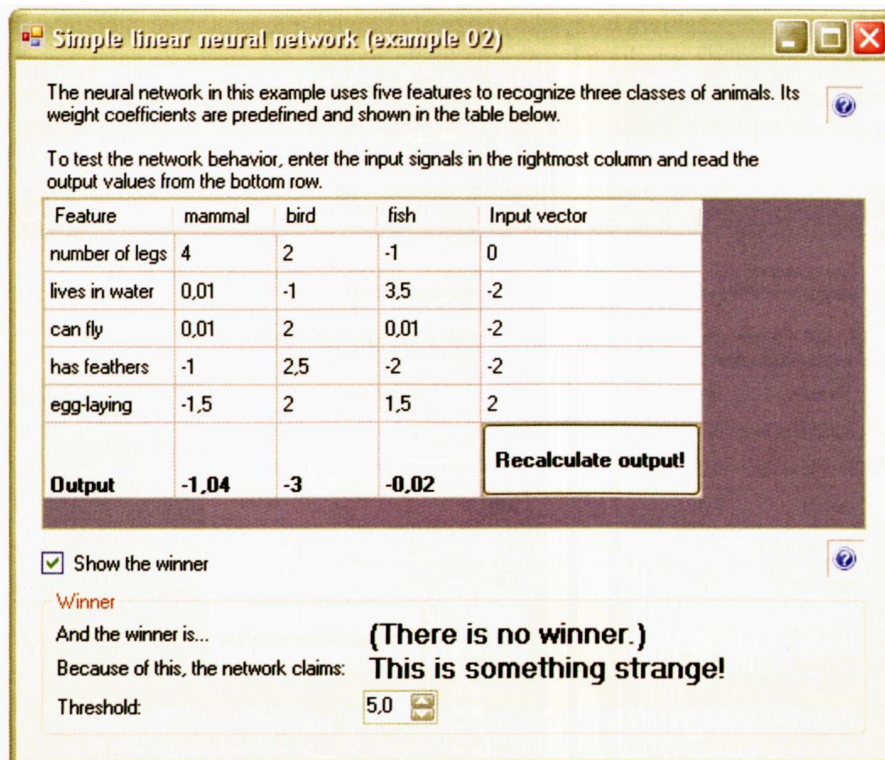 Simple linear neural network (example 02)
The neural network in this example uses five features to recognize three classes of animals. Its
weight coefficients are predefined and shown in the table below.
To test the network behavior, enter the input signals in the rightmost column and read the
output values from the bottom row.
Feature mammal bird fish Input vector
number of legs 4 2 -1 0
lives in water 0,01 -1 3,5 -2
can fly 0,01 2 0,01 -2
has feathers -1 2,5 -2 -2
egg-laying -1,5 2 1,5 2
Recalculate output!
Output -1,04 -3 -0,02
Show the winner
Winner
And the winner is... (There is no winner.)
Because of this, the network claims: This is something strange!
Threshold: 5,0